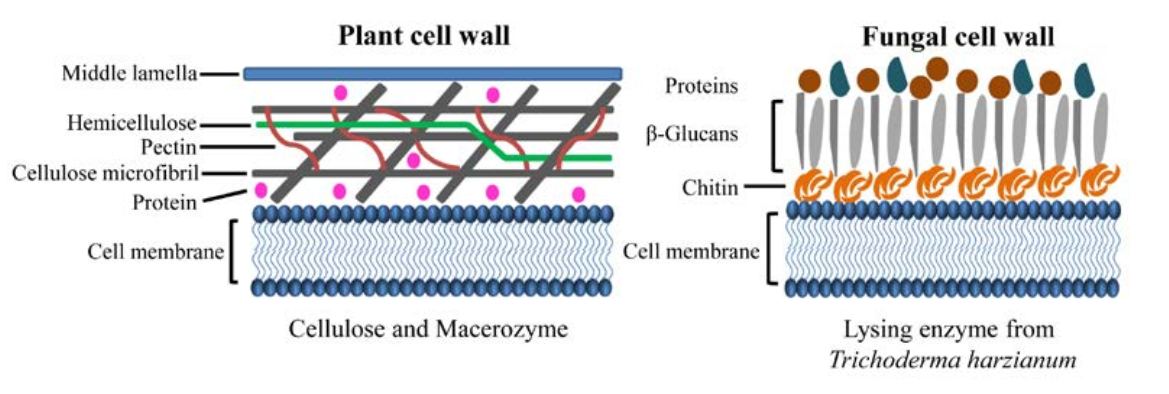 Plant cell wall
Middle lamella
Hemicellulose
Pectin
Cellulose microfibril
Protein
Cell membrane
Cellulose and Macerozyme
Fungal cell wall
Proteins
β-Glucans
Chitin
Cell membrane
Lysing enzyme from
Trichoderma harzianum